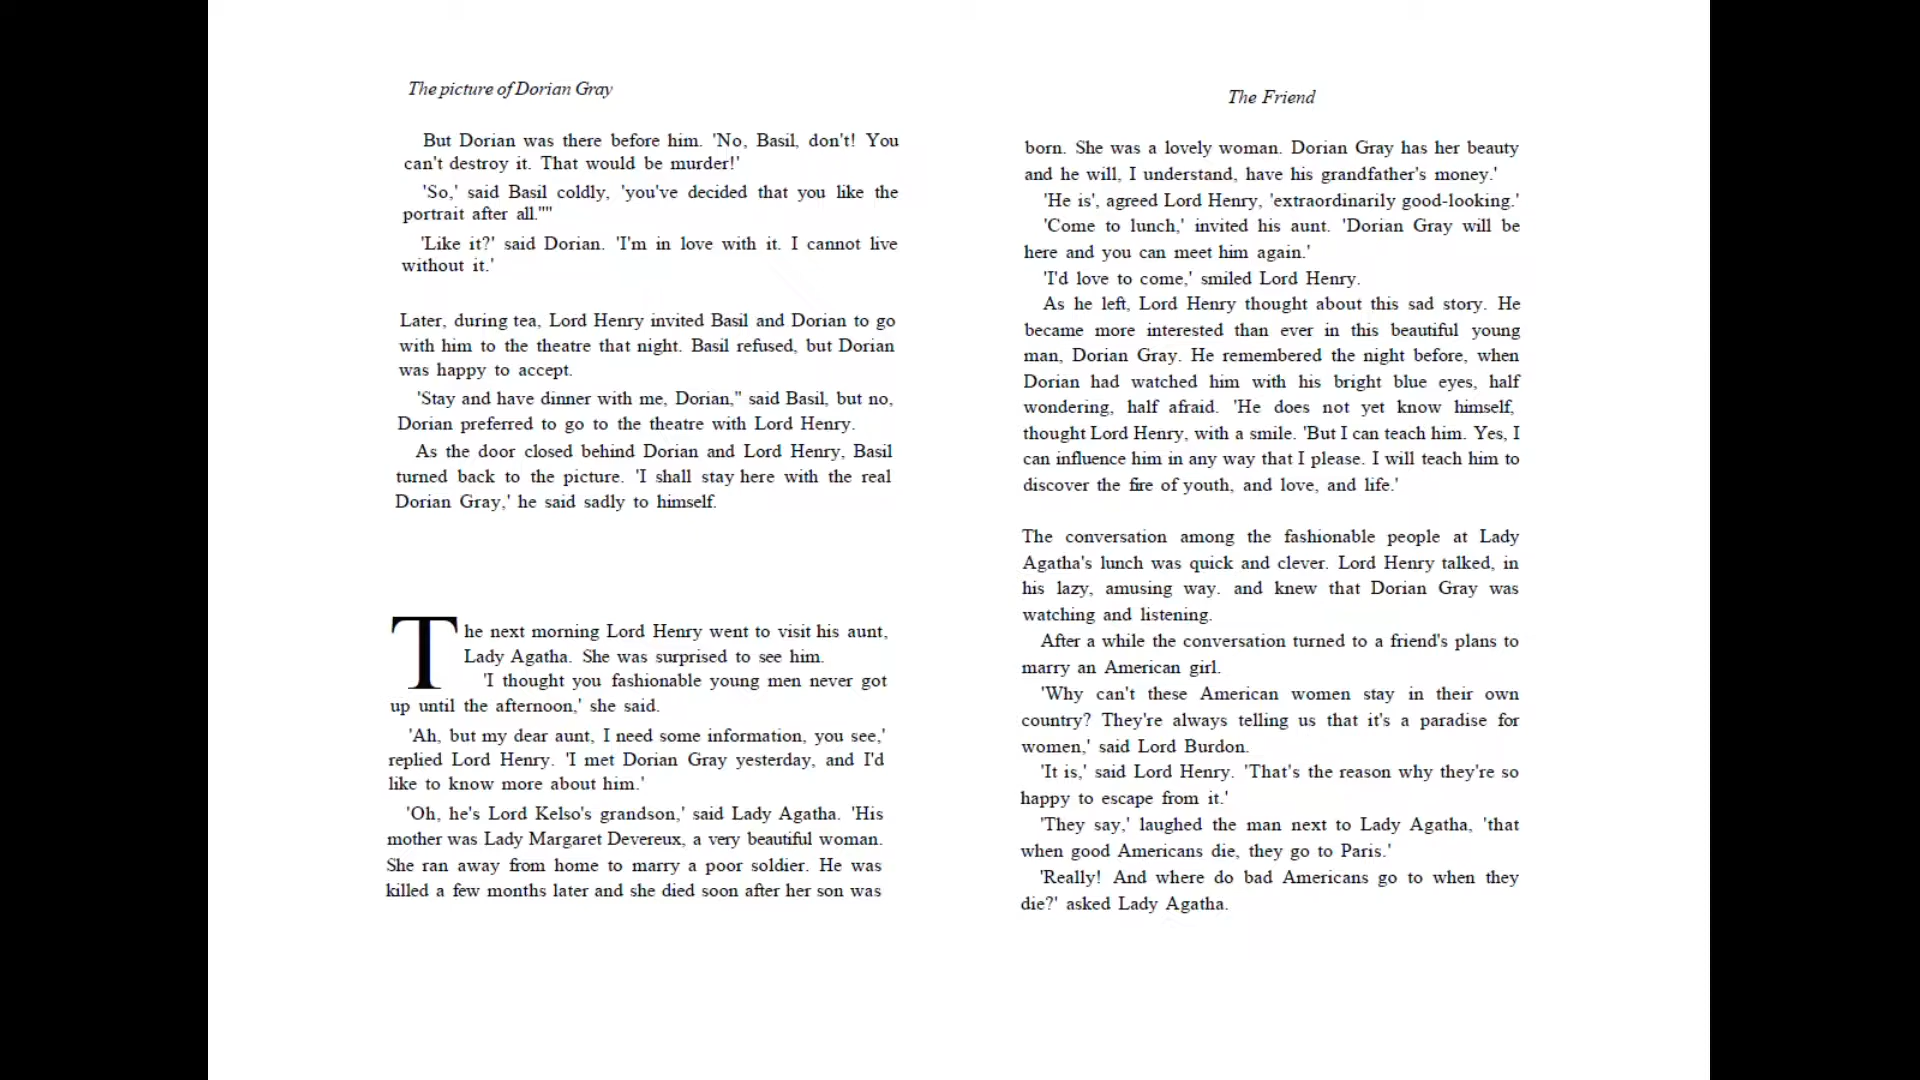 The picture of Dorian Gray
But Dorian was there before him. 'No, Basil, don't! You
can't destroy it. That would be murder!'
'So,' said Basil coldly, 'you've decided that you like the
portrait after all.""
'Like it?' said Dorian. 'I'm in love with it. I cannot live
without it.'
Later, during tea, Lord Henry invited Basil and Dorian to go
with him to the theatre that night. Basil refused, but Dorian
was happy to accept.
'Stay and have dinner with me, Dorian," said Basil, but no,
Dorian preferred to go to the theatre with Lord Henry.
As the door closed behind Dorian and Lord Henry, Basil
turned back to the picture. 'I shall stay here with the real
Dorian Gray,' he said sadly to himself.
The next morning Lord Henry went to visit his aunt,
Lady Agatha. She was surprised to see him.
'I thought you fashionable young men never got
up until the afternoon,' she said.
'Ah, but my dear aunt, I need some information, you see,'
replied Lord Henry. 'I met Dorian Gray yesterday, and I'd
like to know more about him.'
'Oh, he's Lord Kelso's grandson,' said Lady Agatha. 'His
mother was Lady Margaret Devereux, a very beautiful woman.
She ran away from home to marry a poor soldier. He was
killed a few months later and she died soon after her son was
The Friend
born. She was a lovely woman. Dorian Gray has her beauty
and he will, I understand, have his grandfather's money.'
'He is', agreed Lord Henry, 'extraordinarily good-looking.'
'Come to lunch,' invited his aunt. 'Dorian Gray will be
here and you can meet him again.'
'I'd love to come,' smiled Lord Henry.
As he left, Lord Henry thought about this sad story. He
became more interested than ever in this beautiful young
man, Dorian Gray. He remembered the night before, when
Dorian had watched him with his bright blue eyes, half
wondering, half afraid. 'He does not yet know himself,
thought Lord Henry, with a smile. 'But I can teach him. Yes, I
can influence him in any way that I please. I will teach him to
discover the fire of youth, and love, and life.'
The conversation among the fashionable people at Lady
Agatha's lunch was quick and clever. Lord Henry talked, in
his lazy, amusing way. and knew that Dorian Gray was
watching and listening.
After a while the conversation turned to a friend's plans to
marry an American girl.
'Why can't these American women stay in their own
country? They're always telling us that it's a paradise for
women,' said Lord Burdon.
'It is,' said Lord Henry. 'That's the reason why they're so
happy to escape from it.'
'They say,' laughed the man next to Lady Agatha, 'that
when good Americans die, they go to Paris.'
'Really! And where do bad Americans go to when they
die?' asked Lady Agatha.